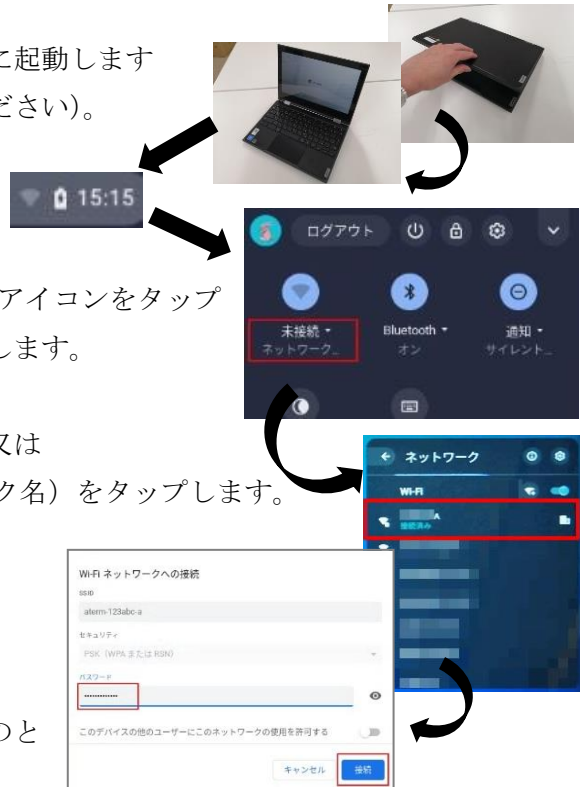 に起動します
ださい)。
15:15
ログアウト
アイコンをタップ
します。
未接続
ネットワーク...
Bluetooth
オン
通知
サイレント...
又は
ク名）をタップします。
ネットワーク
Wi-Fi
A
接続済み
Wi-Fi ネットワークへの接続
SSID
aterm-123abc-a
セキュリティ
PSK（WPA または RSN）
パスワード
•••••••••••••
このデバイスの他のユーザーにこのネットワークの使用を許可する
つと
キャンセル
接続